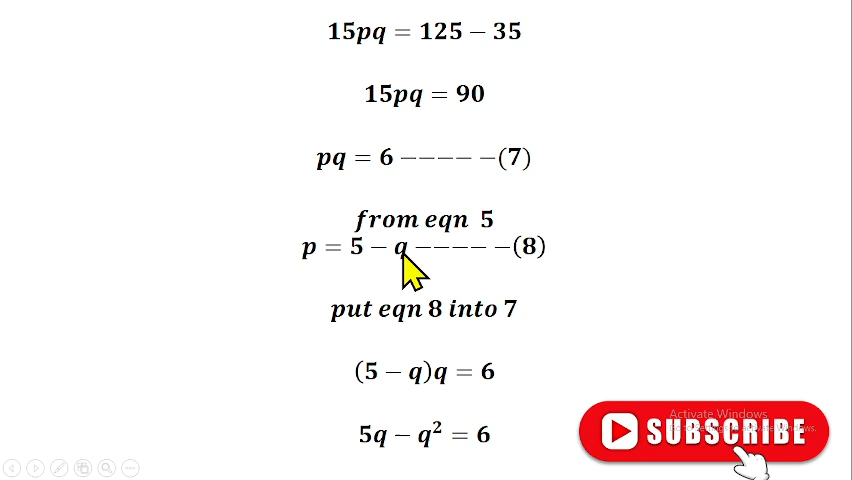 15pq = 125 − 35
15pq = 90
pq = 6 −−−− −(7)
from eqn 5
p = 5 − q −−−− −(8)
put eqn 8 into 7
(5 − q)q = 6
5q − q² = 6
Activate Windows
SUBSCRIBE